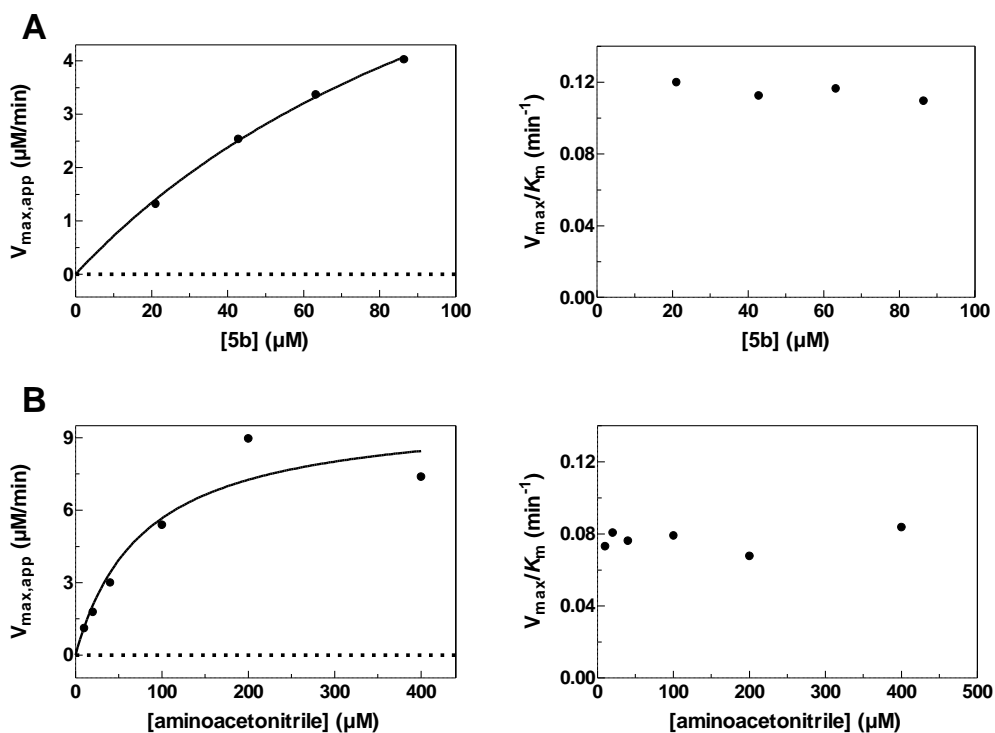 A
V_max,app (µM/min)
4
3
2
1
0
0 20 40 60 80 100
[5b] (µM)
V_max/K_m (min⁻¹)
0.12
0.08
0.04
0.00
0 20 40 60 80 100
[5b] (µM)
B
V_max,app (µM/min)
9
6
3
0
0 100 200 300 400
[aminoacetonitrile] (µM)
V_max/K_m (min⁻¹)
0.12
0.08
0.04
0.00
0 100 200 300 400 500
[aminoacetonitrile] (µM)